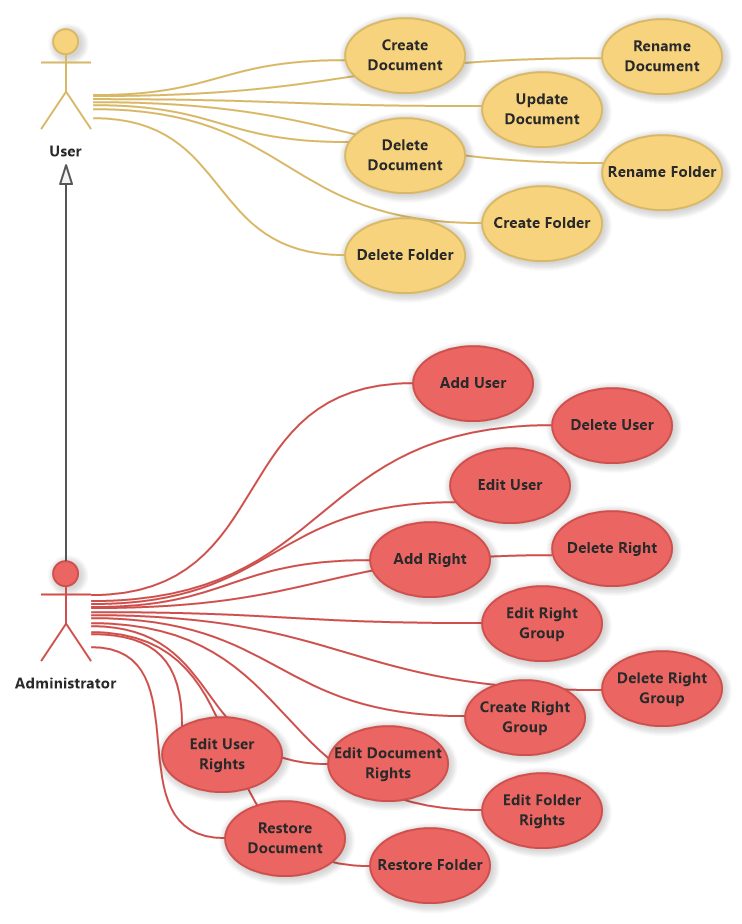 Create
Document
Rename
Document
Update
Document
User
Delete
Document
Rename Folder
Create Folder
Delete Folder
Add User
Delete User
Edit User
Add Right
Delete Right
Edit Right
Group
Administrator
Delete Right
Group
Create Right
Group
Edit User
Rights
Edit Document
Rights
Edit Folder
Rights
Restore
Document
Restore Folder